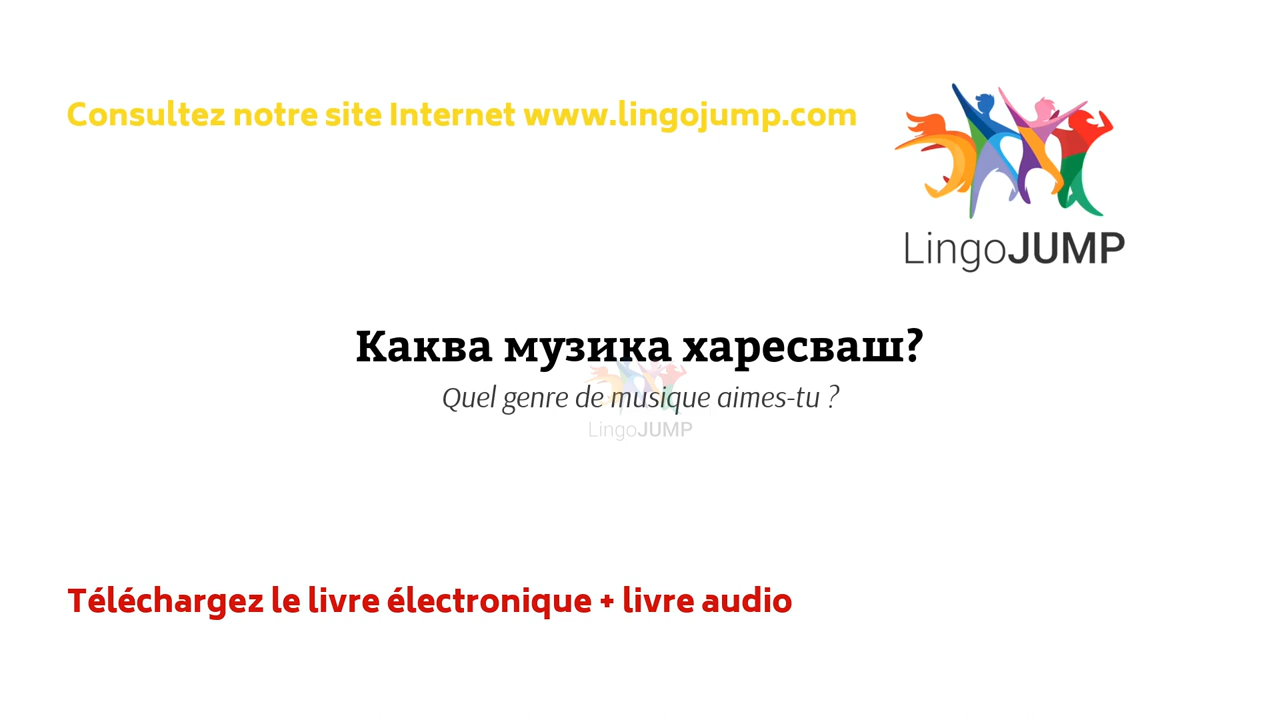 Consultez notre site Internet www.lingojump.com
LingoJUMP
Каква музика харесваш?
Quel genre de musique aimes-tu ?
LingoJUMP
Téléchargez le livre électronique + livre audio